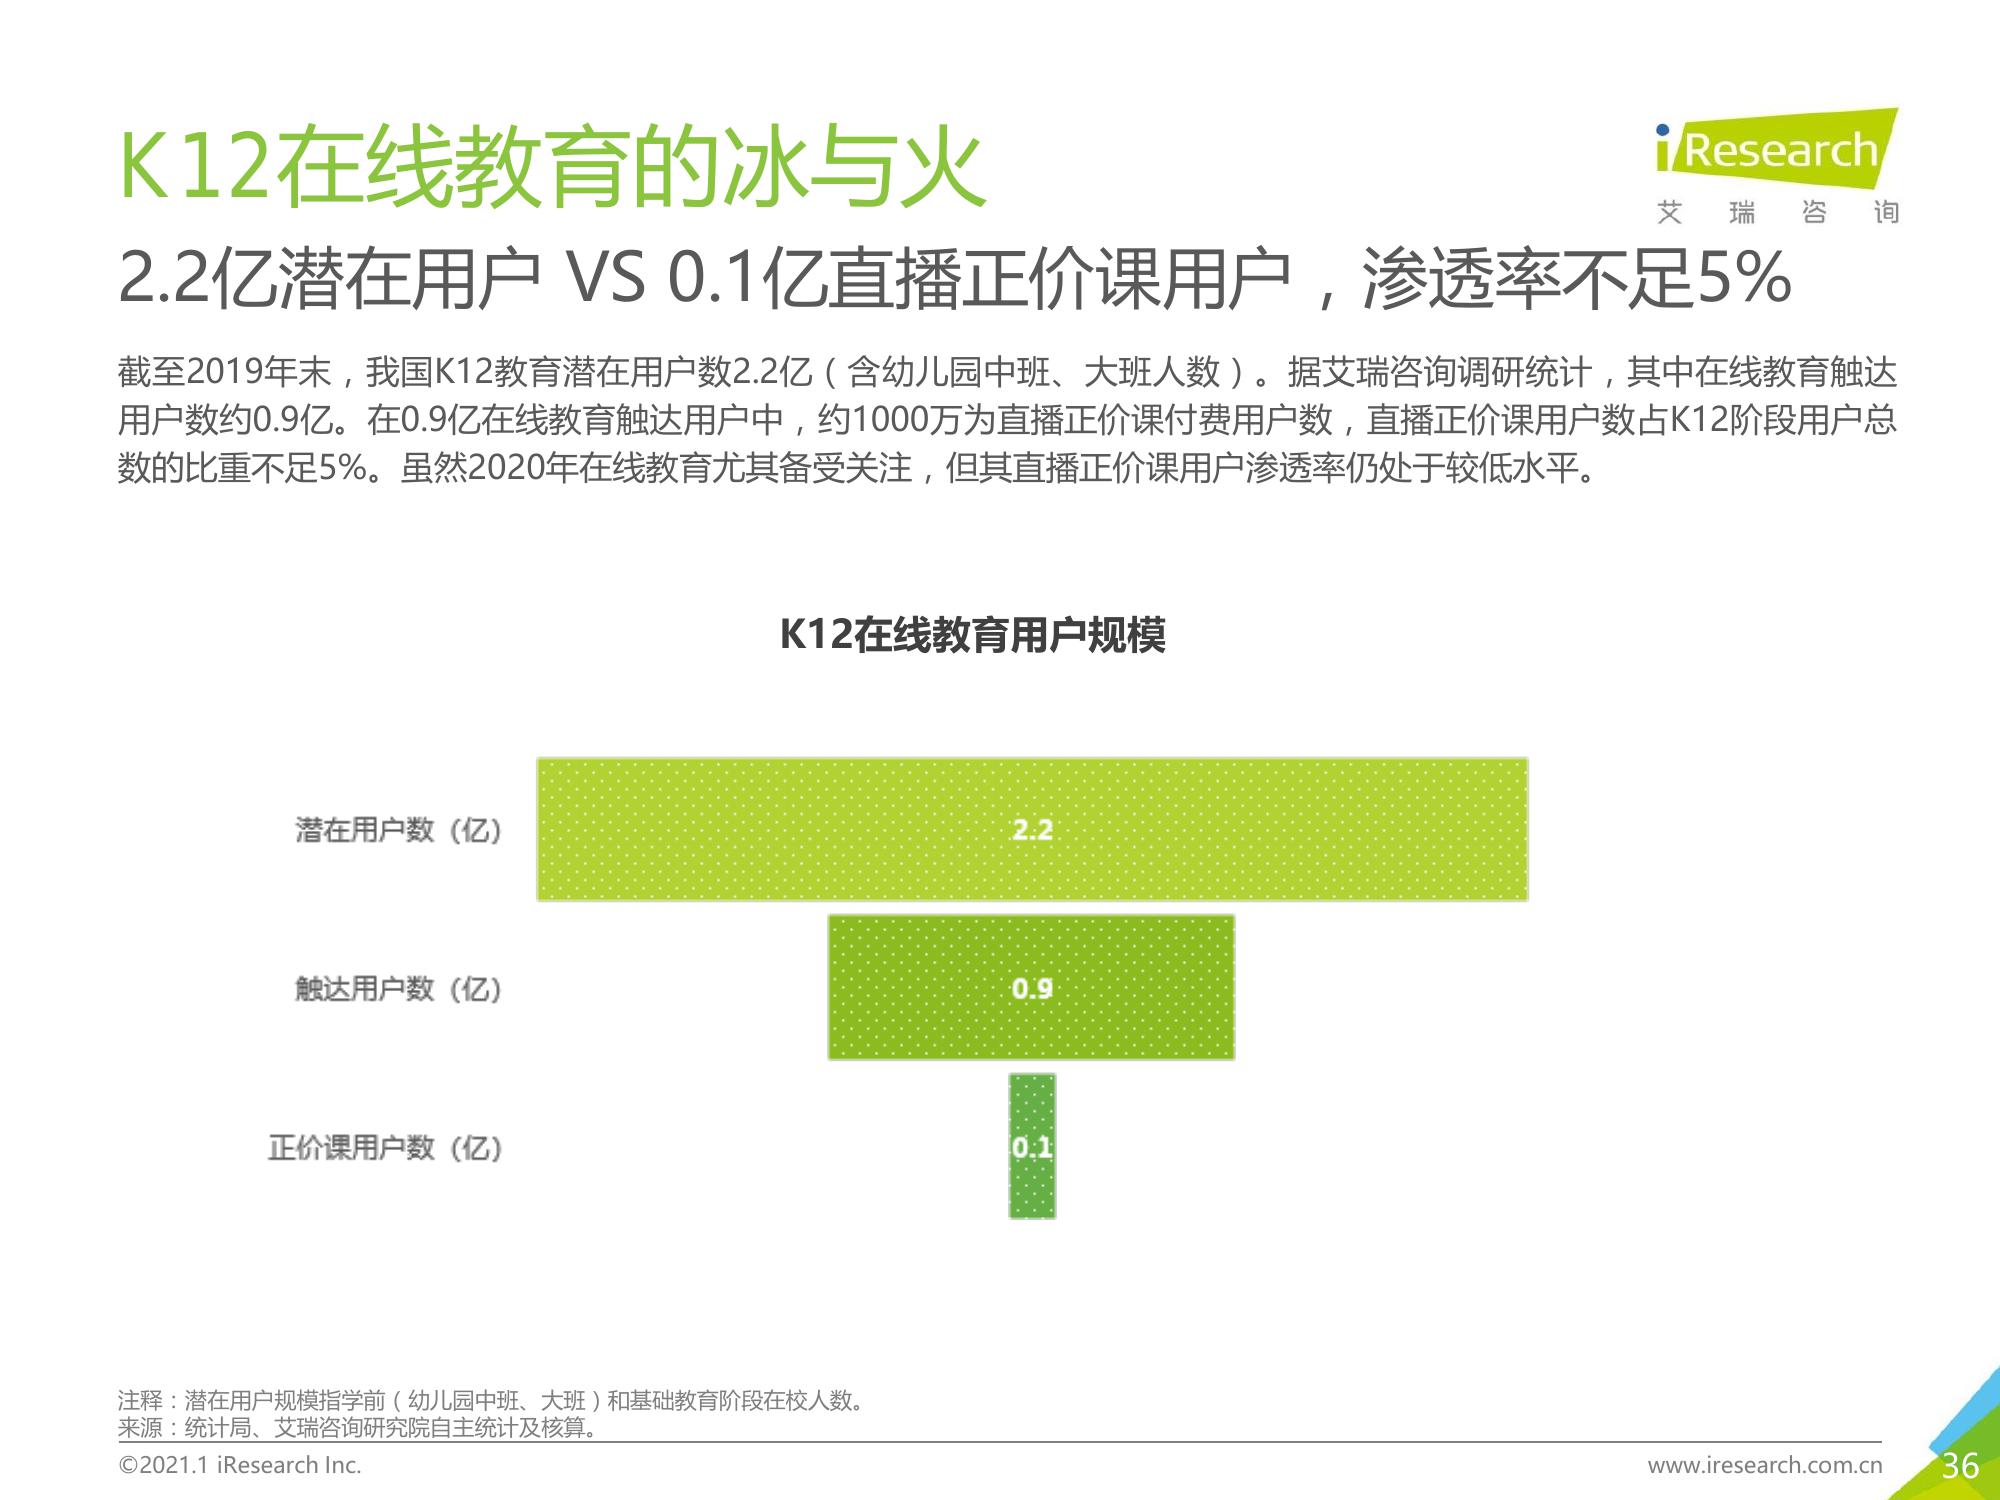 K12在线教育的冰与火
iResearch
艾瑞咨询
2.2亿潜在用户 VS 0.1亿直播正价课用户，渗透率不足5%
截至2019年末，我国K12教育潜在用户数2.2亿（含幼儿园中班、大班人数）。据艾瑞咨询调研统计，其中在线教育触达
用户数约0.9亿。在0.9亿在线教育触达用户中，约1000万为直播正价课付费用户数，直播正价课用户数占K12阶段用户总
数的比重不足5%。虽然2020年在线教育尤其备受关注，但其直播正价课用户渗透率仍处于较低水平。
K12在线教育用户规模
潜在用户数（亿） 2.2
触达用户数（亿） 0.9
正价课用户数（亿） 0.1
注释：潜在用户规模指学前（幼儿园中班、大班）和基础教育阶段在校人数。
来源：统计局、艾瑞咨询研究院自主统计及核算。
©2021.1 iResearch Inc. www.iresearch.com.cn 36